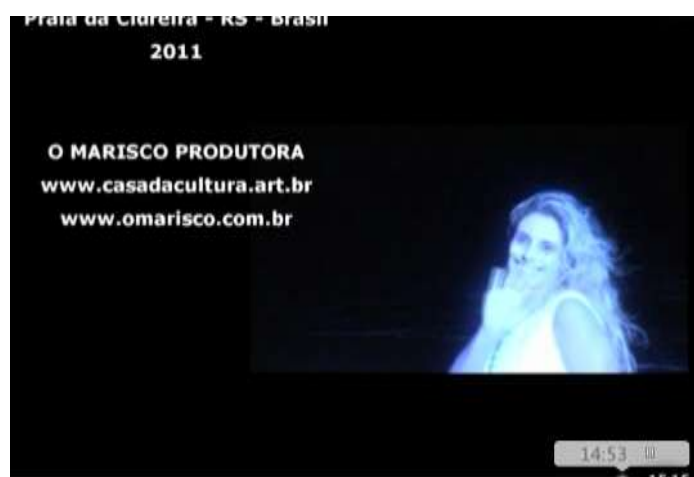 Praia da Cidreira - RS - Brasil
2011
O MARISCO PRODUTORA
www.casadacultura.art.br
www.omarisco.com.br
14:53